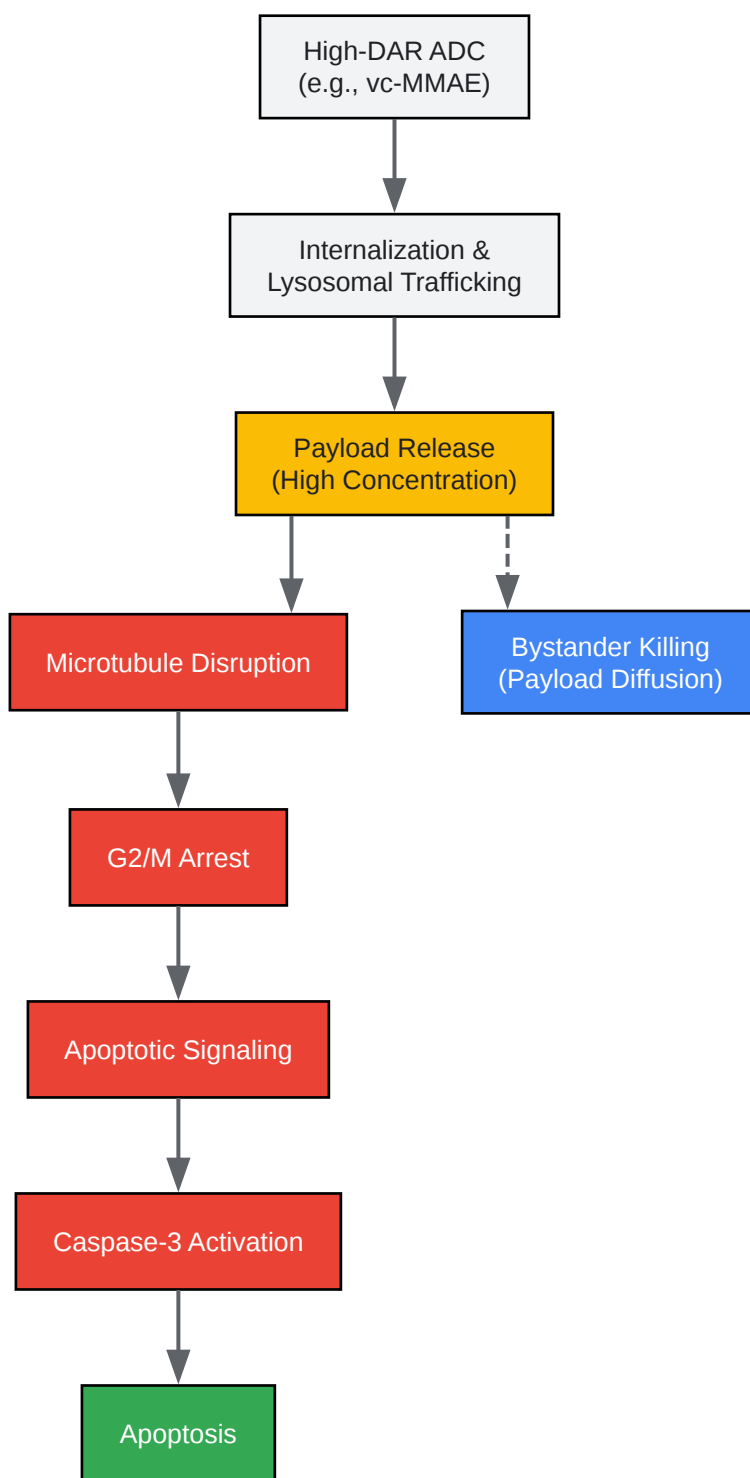 High-DAR ADC
(e.g., vc-MMAE)
Internalization &
Lysosomal Trafficking
Payload Release
(High Concentration)
Microtubule Disruption
Bystander Killing
(Payload Diffusion)
G2/M Arrest
Apoptotic Signaling
Caspase-3 Activation
Apoptosis